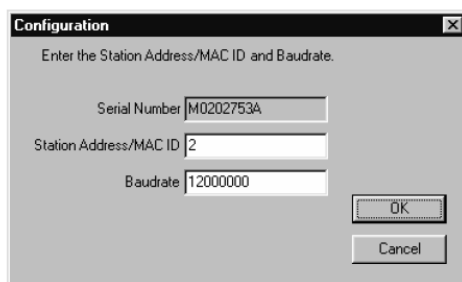 Configuration
Enter the Station Address/MAC ID and Baudrate.
Serial Number M0202753A
Station Address/MAC ID 2
Baudrate 12000000
OK
Cancel